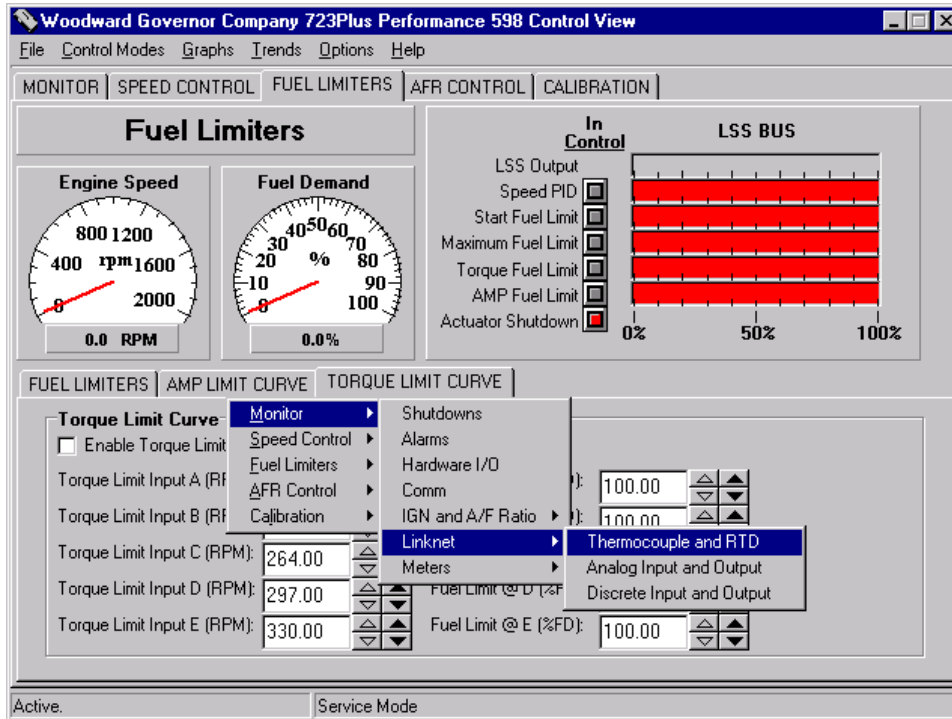 Woodward Governor Company 723Plus Performance 598 Control View
File Control Modes Graphs Trends Options Help
MONITOR SPEED CONTROL FUEL LIMITERS AFR CONTROL CALIBRATION
Fuel Limiters
Engine Speed
0 400 800 1200 1600 2000
rpm
0.0 RPM
Fuel Demand
0 10 20 30 40 50 60 70 80 90 100
%
0.0%
In Control
LSS BUS
LSS Output
Speed PID
Start Fuel Limit
Maximum Fuel Limit
Torque Fuel Limit
AMP Fuel Limit
Actuator Shutdown
0% 50% 100%
FUEL LIMITERS AMP LIMIT CURVE TORQUE LIMIT CURVE
Torque Limit Curve
Enable Torque Limit
Torque Limit Input A
100.00
Torque Limit Input B
100.00
Torque Limit Input C (RPM): 264.00
Torque Limit Input D (RPM): 297.00 Fuel Limit @ D
Torque Limit Input E (RPM): 330.00 Fuel Limit @ E (%FD): 100.00
Monitor
Speed Control
Fuel Limiters
AFR Control
Calibration
Shutdowns
Alarms
Hardware I/O
Comm
IGN and A/F Ratio
Linknet
Meters
Thermocouple and RTD
Analog Input and Output
Discrete Input and Output
Active. Service Mode